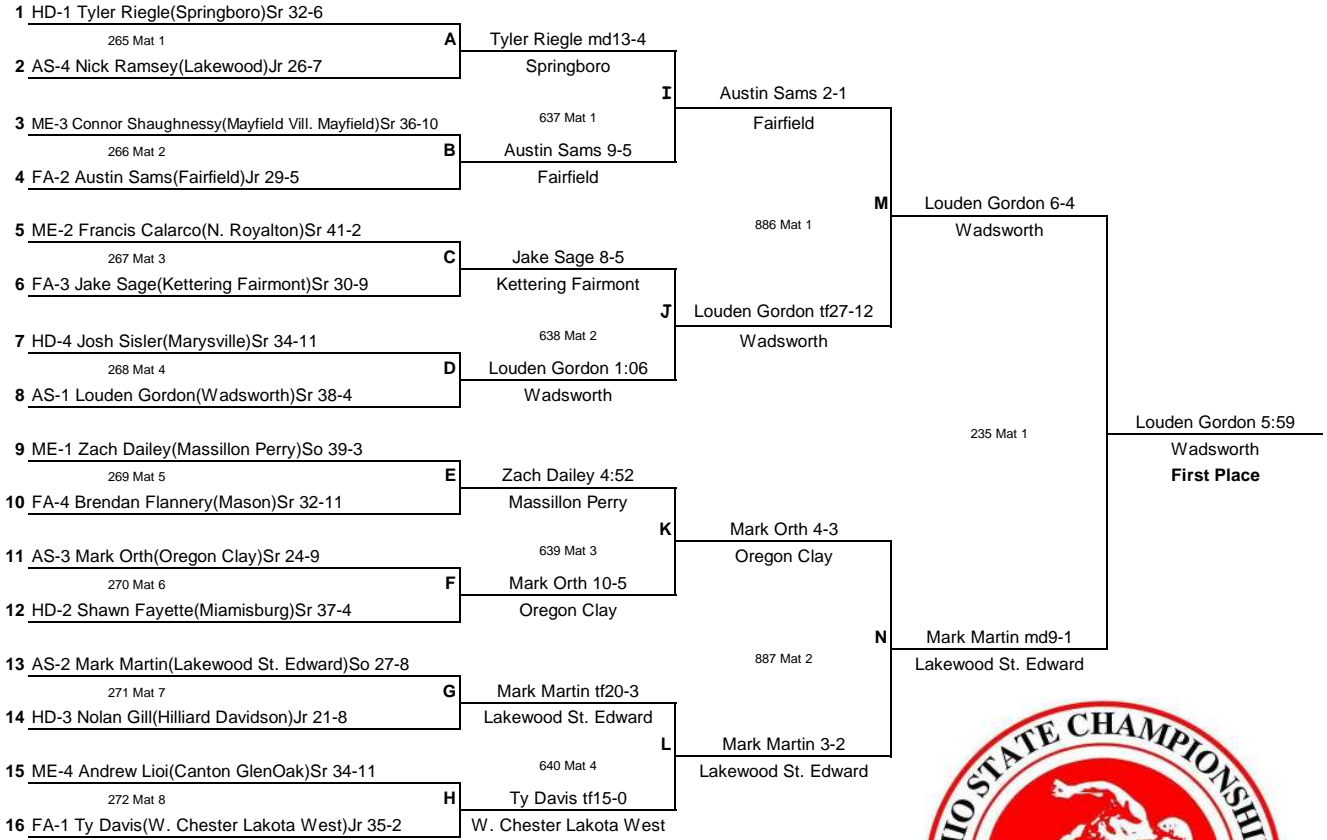 1 HD-1 Tyler Riegle(Springboro)Sr 32-6
265 Mat 1
A
2 AS-4 Nick Ramsey(Lakewood)Jr 26-7
Tyler Riegle md13-4
Springboro
I
637 Mat 1
3 ME-3 Connor Shaughnessy(Mayfield Vill. Mayfield)Sr 36-10
266 Mat 2
B
4 FA-2 Austin Sams(Fairfield)Jr 29-5
Austin Sams 9-5
Fairfield
Austin Sams 2-1
Fairfield
M
886 Mat 1
5 ME-2 Francis Calarco(N. Royalton)Sr 41-2
267 Mat 3
C
6 FA-3 Jake Sage(Kettering Fairmont)Sr 30-9
Jake Sage 8-5
Kettering Fairmont
J
638 Mat 2
7 HD-4 Josh Sisler(Marysville)Sr 34-11
268 Mat 4
D
8 AS-1 Louden Gordon(Wadsworth)Sr 38-4
Louden Gordon 1:06
Wadsworth
Louden Gordon tf27-12
Wadsworth
Louden Gordon 6-4
Wadsworth
235 Mat 1
Louden Gordon 5:59
Wadsworth
First Place
9 ME-1 Zach Dailey(Massillon Perry)So 39-3
269 Mat 5
E
10 FA-4 Brendan Flannery(Mason)Sr 32-11
Zach Dailey 4:52
Massillon Perry
K
639 Mat 3
11 AS-3 Mark Orth(Oregon Clay)Sr 24-9
270 Mat 6
F
12 HD-2 Shawn Fayette(Miamisburg)Sr 37-4
Mark Orth 10-5
Oregon Clay
Mark Orth 4-3
Oregon Clay
N
887 Mat 2
13 AS-2 Mark Martin(Lakewood St. Edward)So 27-8
271 Mat 7
G
14 HD-3 Nolan Gill(Hilliard Davidson)Jr 21-8
Mark Martin tf20-3
Lakewood St. Edward
L
640 Mat 4
15 ME-4 Andrew Lioi(Canton GlenOak)Sr 34-11
272 Mat 8
H
16 FA-1 Ty Davis(W. Chester Lakota West)Jr 35-2
Ty Davis tf15-0
W. Chester Lakota West
Mark Martin 3-2
Lakewood St. Edward
Mark Martin md9-1
Lakewood St. Edward
IO STATE CHAMPIONSHI